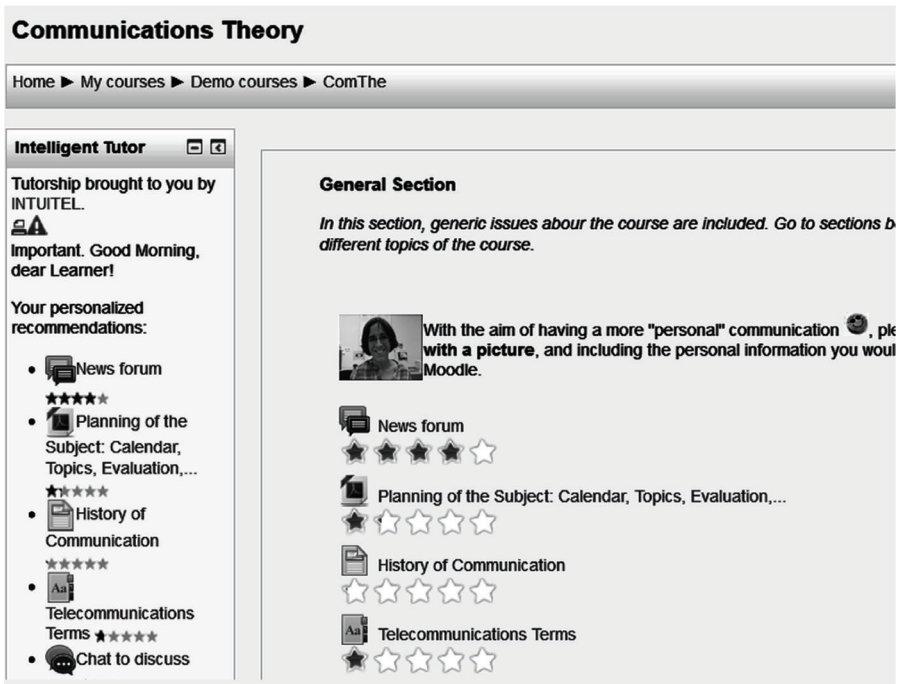 Communications Theory
Home ► My courses ► Demo courses ► ComThe
Intelligent Tutor
Tutorship brought to you by
INTUITEL.
Important. Good Morning,
dear Learner!
Your personalized
recommendations:
News forum
Planning of the
Subject: Calendar,
Topics, Evaluation,...
History of
Communication
Aa
Telecommunications
Terms
Chat to discuss
General Section
In this section, generic issues abour the course are included. Go to sections b
different topics of the course.
With the aim of having a more "personal" communication , ple
with a picture, and including the personal information you woul
Moodle.
News forum
Planning of the Subject: Calendar, Topics, Evaluation,...
History of Communication
Aa
Telecommunications Terms